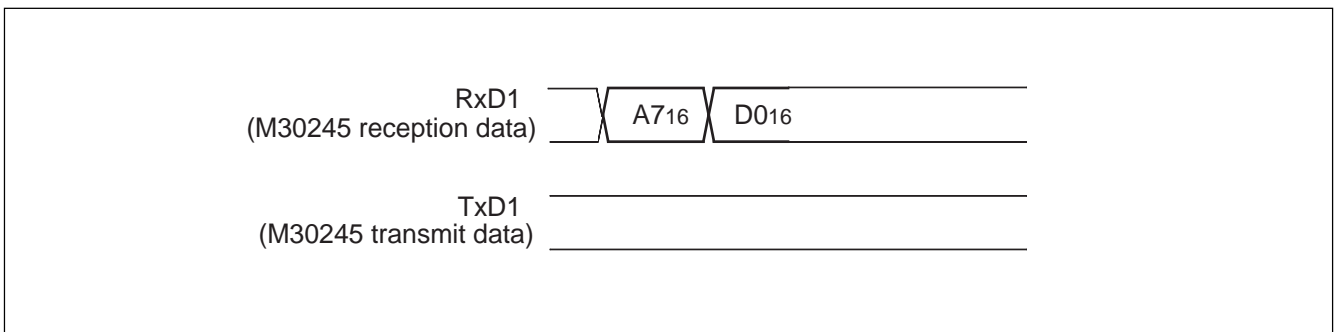 RxD1
(M30245 reception data)
A716
D016
TxD1
(M30245 transmit data)